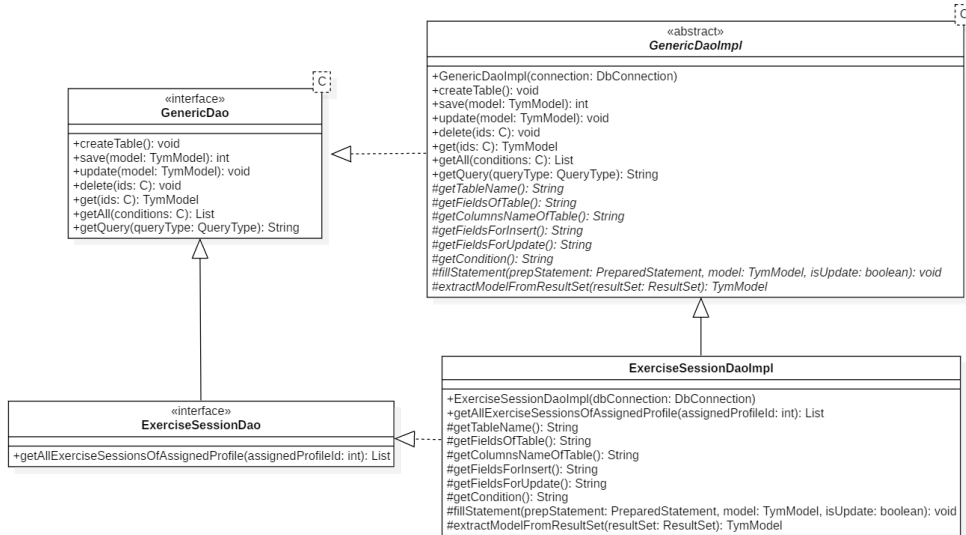 C
«abstract»
GenericDaoImpl
+GenericDaoImpl(connection: DbConnection)
+createTable(): void
+save(model: TymModel): int
+update(model: TymModel): void
+delete(ids: C): void
+get(ids: C): TymModel
+getAll(conditions: C): List
+getQuery(queryType: QueryType): String
#getTableName(): String
#getFieldsOfTable(): String
#getColumnsNameOfTable(): String
#getFieldsForInsert(): String
#getFieldsForUpdate(): String
#getCondition(): String
#fillStatement(prepStatement: PreparedStatement, model: TymModel, isUpdate: boolean): void
#extractModelFromResultSet(resultSet: ResultSet): TymModel
C
«interface»
GenericDao
+createTable(): void
+save(model: TymModel): int
+update(model: TymModel): void
+delete(ids: C): void
+get(ids: C): TymModel
+getAll(conditions: C): List
+getQuery(queryType: QueryType): String
«interface»
ExerciseSessionDao
+getAllExerciseSessionsOfAssignedProfile(assignedProfileId: int): List
ExerciseSessionDaoImpl
+ExerciseSessionDaoImpl(dbConnection: DbConnection)
+getAllExerciseSessionsOfAssignedProfile(assignedProfileId: int): List
#getTableName(): String
#getFieldsOfTable(): String
#getColumnsNameOfTable(): String
#getFieldsForInsert(): String
#getFieldsForUpdate(): String
#getCondition(): String
#fillStatement(prepStatement: PreparedStatement, model: TymModel, isUpdate: boolean): void
#extractModelFromResultSet(resultSet: ResultSet): TymModel